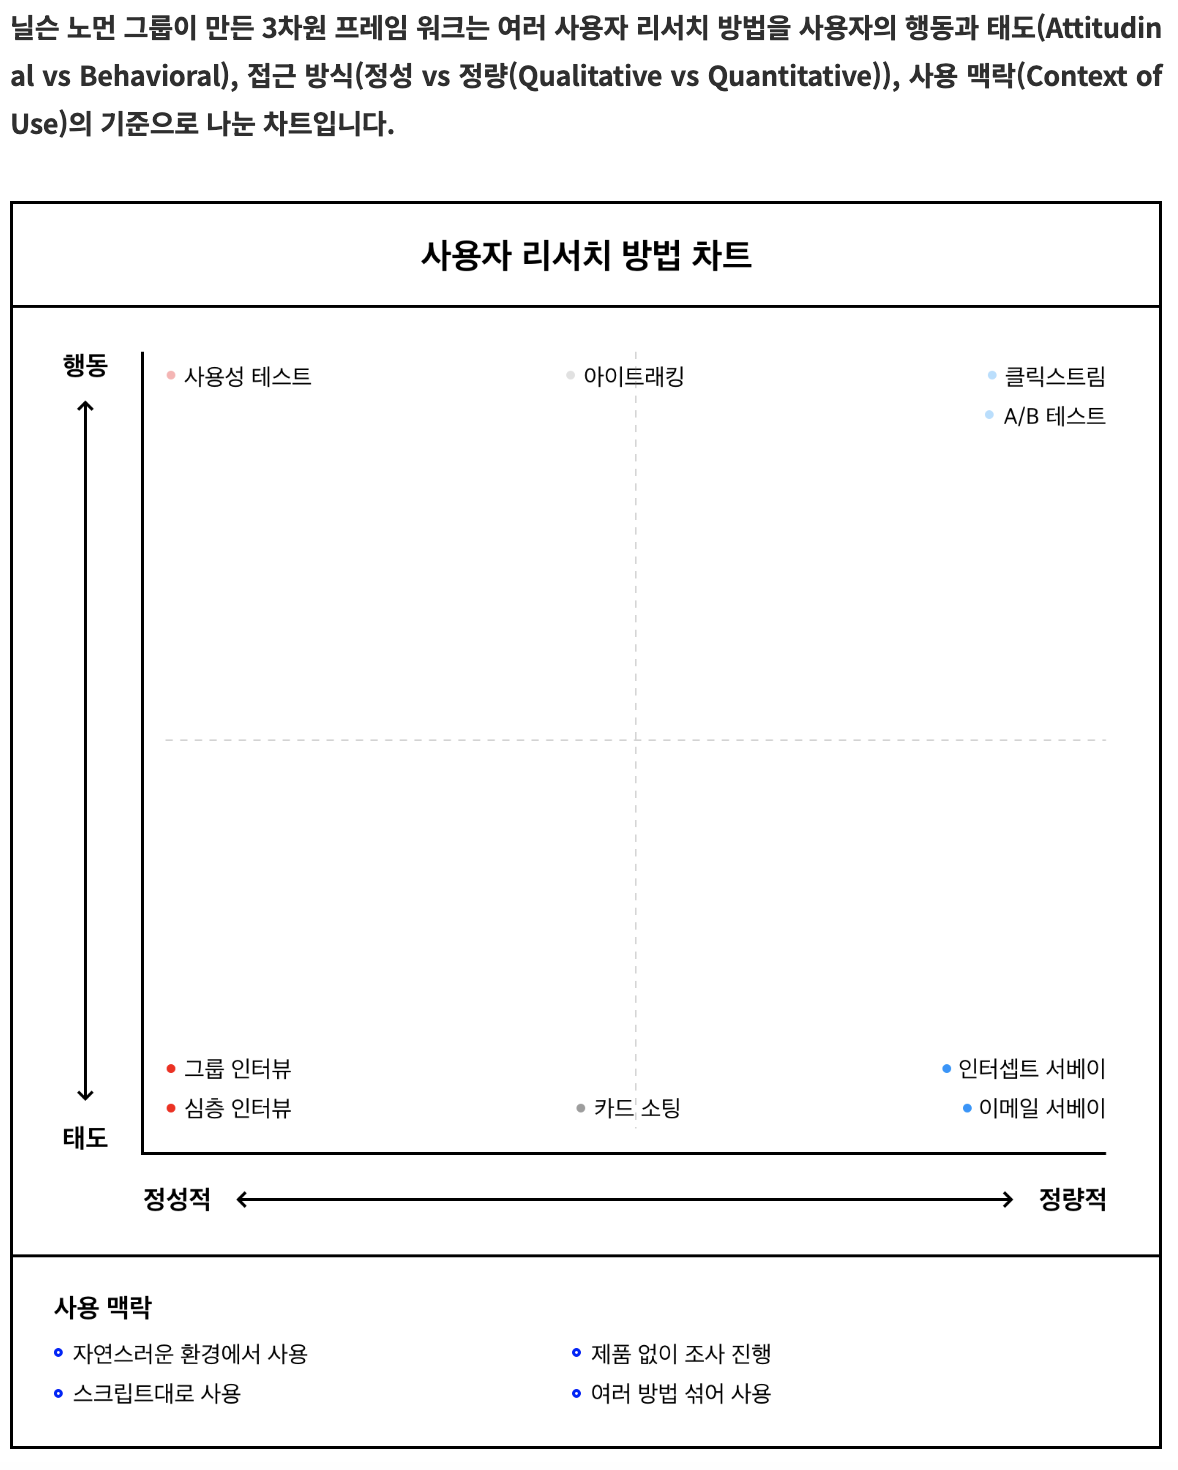 닐슨 노먼 그룹이 만든 3차원 프레임 워크는 여러 사용자 리서치 방법을 사용자의 행동과 태도(Attitudin
al vs Behavioral), 접근 방식(정성 vs 정량(Qualitative vs Quantitative)), 사용 맥락(Context of
Use)의 기준으로 나눈 차트입니다.
사용자 리서치 방법 차트
행동
사용성 테스트
아이트래킹
클릭스트림
A/B 테스트
그룹 인터뷰
인터셉트 서베이
심층 인터뷰
카드 소팅
이메일 서베이
태도
정성적
정량적
사용 맥락
자연스러운 환경에서 사용
제품 없이 조사 진행
스크립트대로 사용
여러 방법 섞어 사용